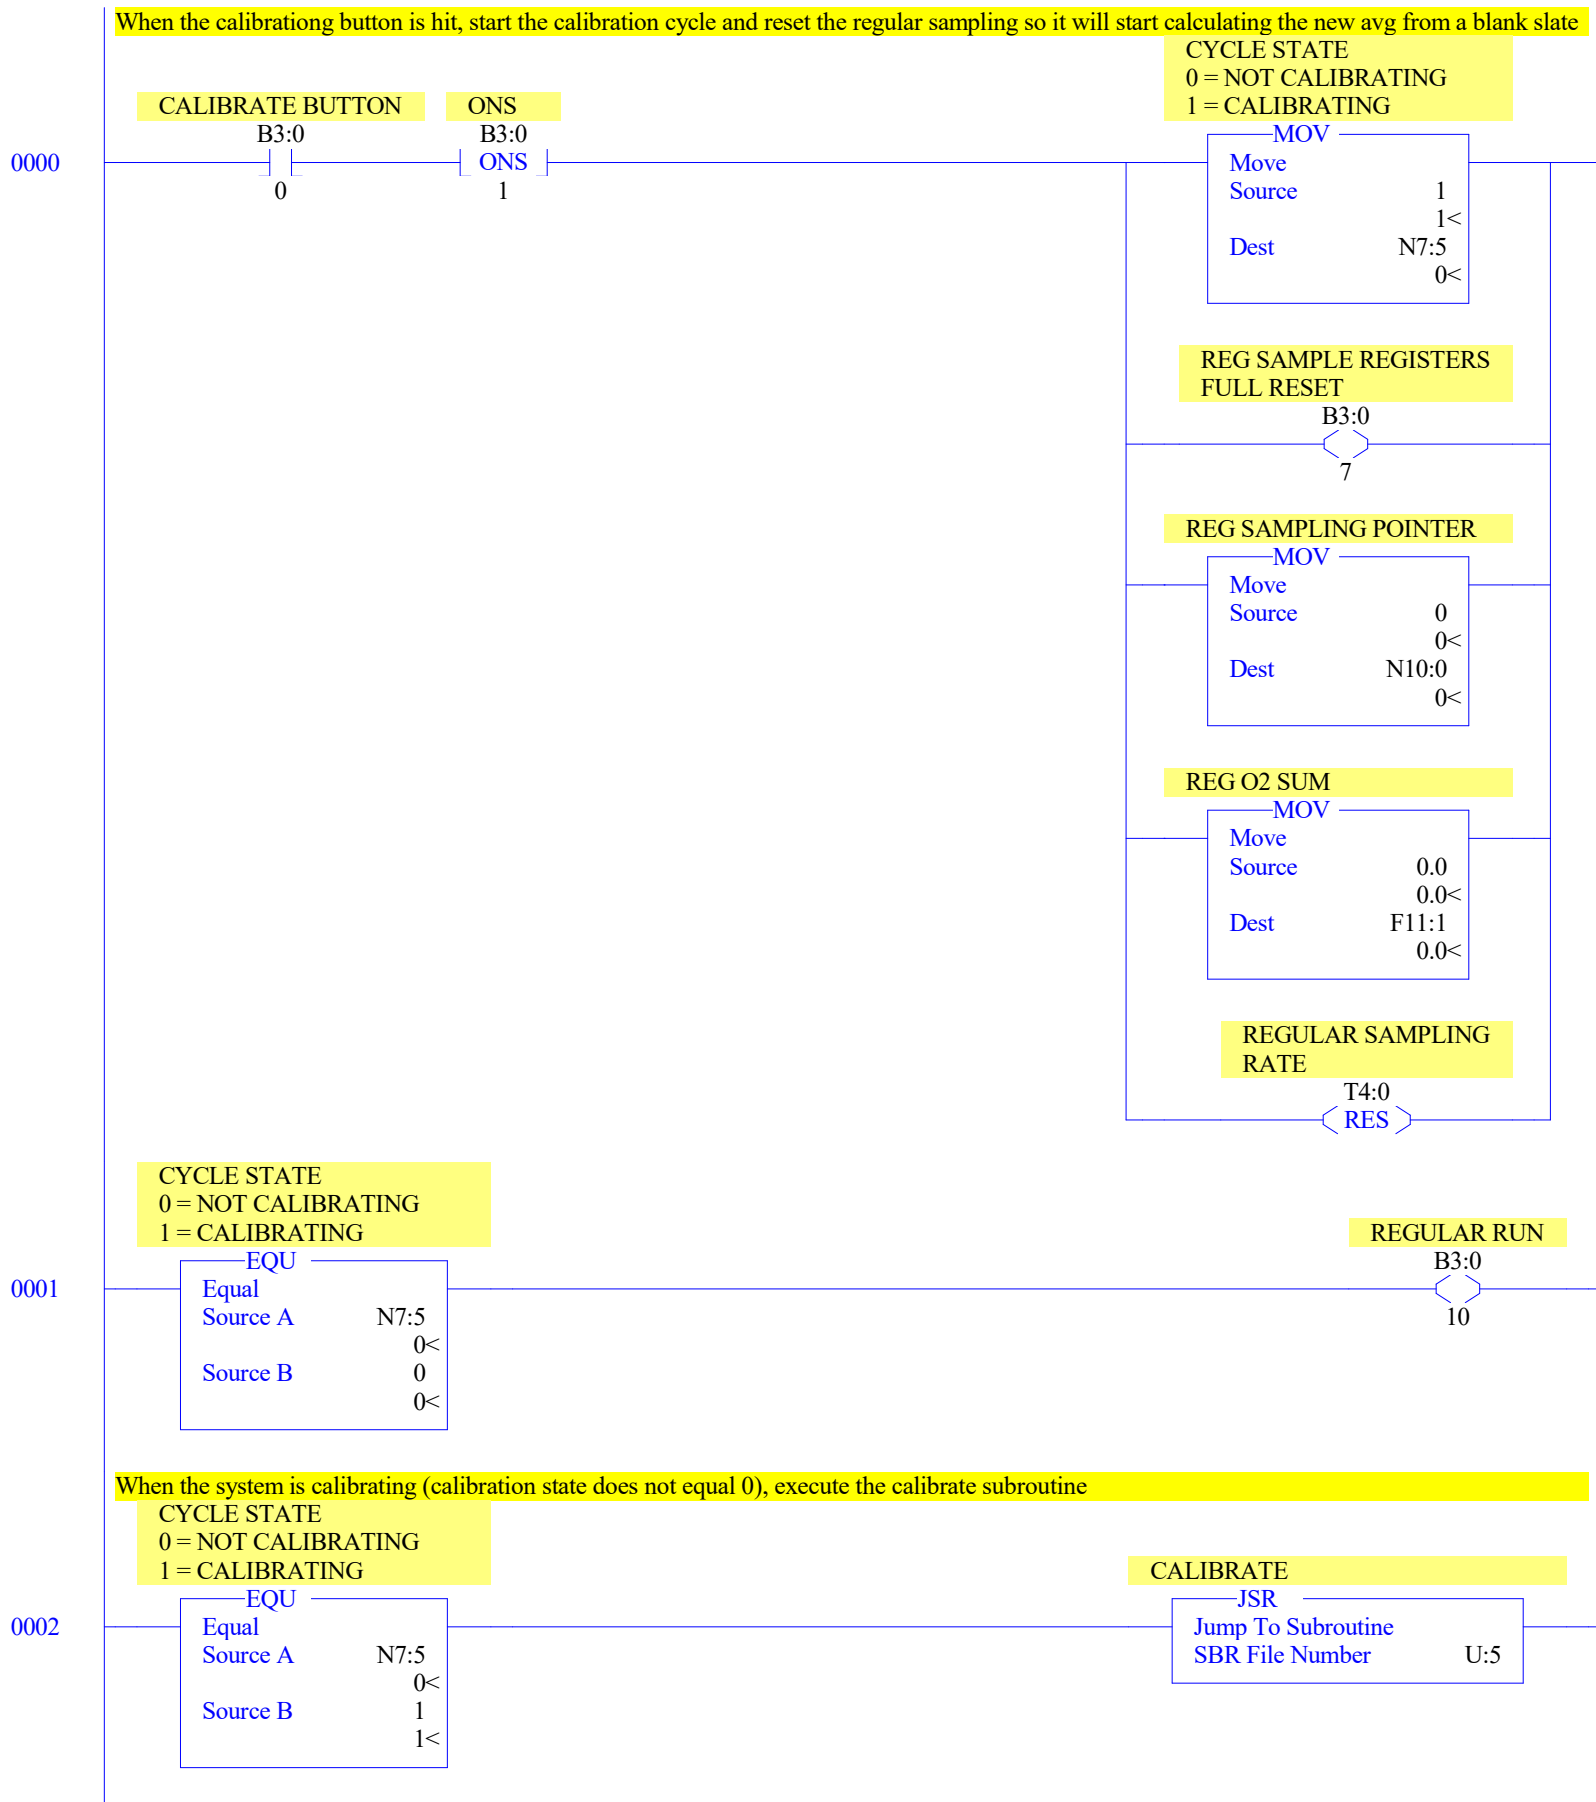 When the calibrationg button is hit, start the calibration cycle and reset the regular sampling so it will start calculating the new avg from a blank slate
CYCLE STATE
0 = NOT CALIBRATING
1 = CALIBRATING
CALIBRATE BUTTON ONS
B3:0 B3:0 MOV
0000 ONS Move
0 1 Source 1
1<
Dest N7:5
0<
REG SAMPLE REGISTERS
FULL RESET
B3:0
7
REG SAMPLING POINTER
MOV
Move
Source 0
0<
Dest N10:0
0<
REG O2 SUM
MOV
Move
Source 0.0
0.0<
Dest F11:1
0.0<
REGULAR SAMPLING
RATE
T4:0
RES
CYCLE STATE
0 = NOT CALIBRATING
1 = CALIBRATING REGULAR RUN
EQU B3:0
0001 Equal
Source A N7:5 10
0<
Source B 0
0<
When the system is calibrating (calibration state does not equal 0), execute the calibrate subroutine
CYCLE STATE
0 = NOT CALIBRATING
1 = CALIBRATING CALIBRATE
EQU JSR
0002 Equal Jump To Subroutine
Source A N7:5 SBR File Number U:5
0<
Source B 1
1<